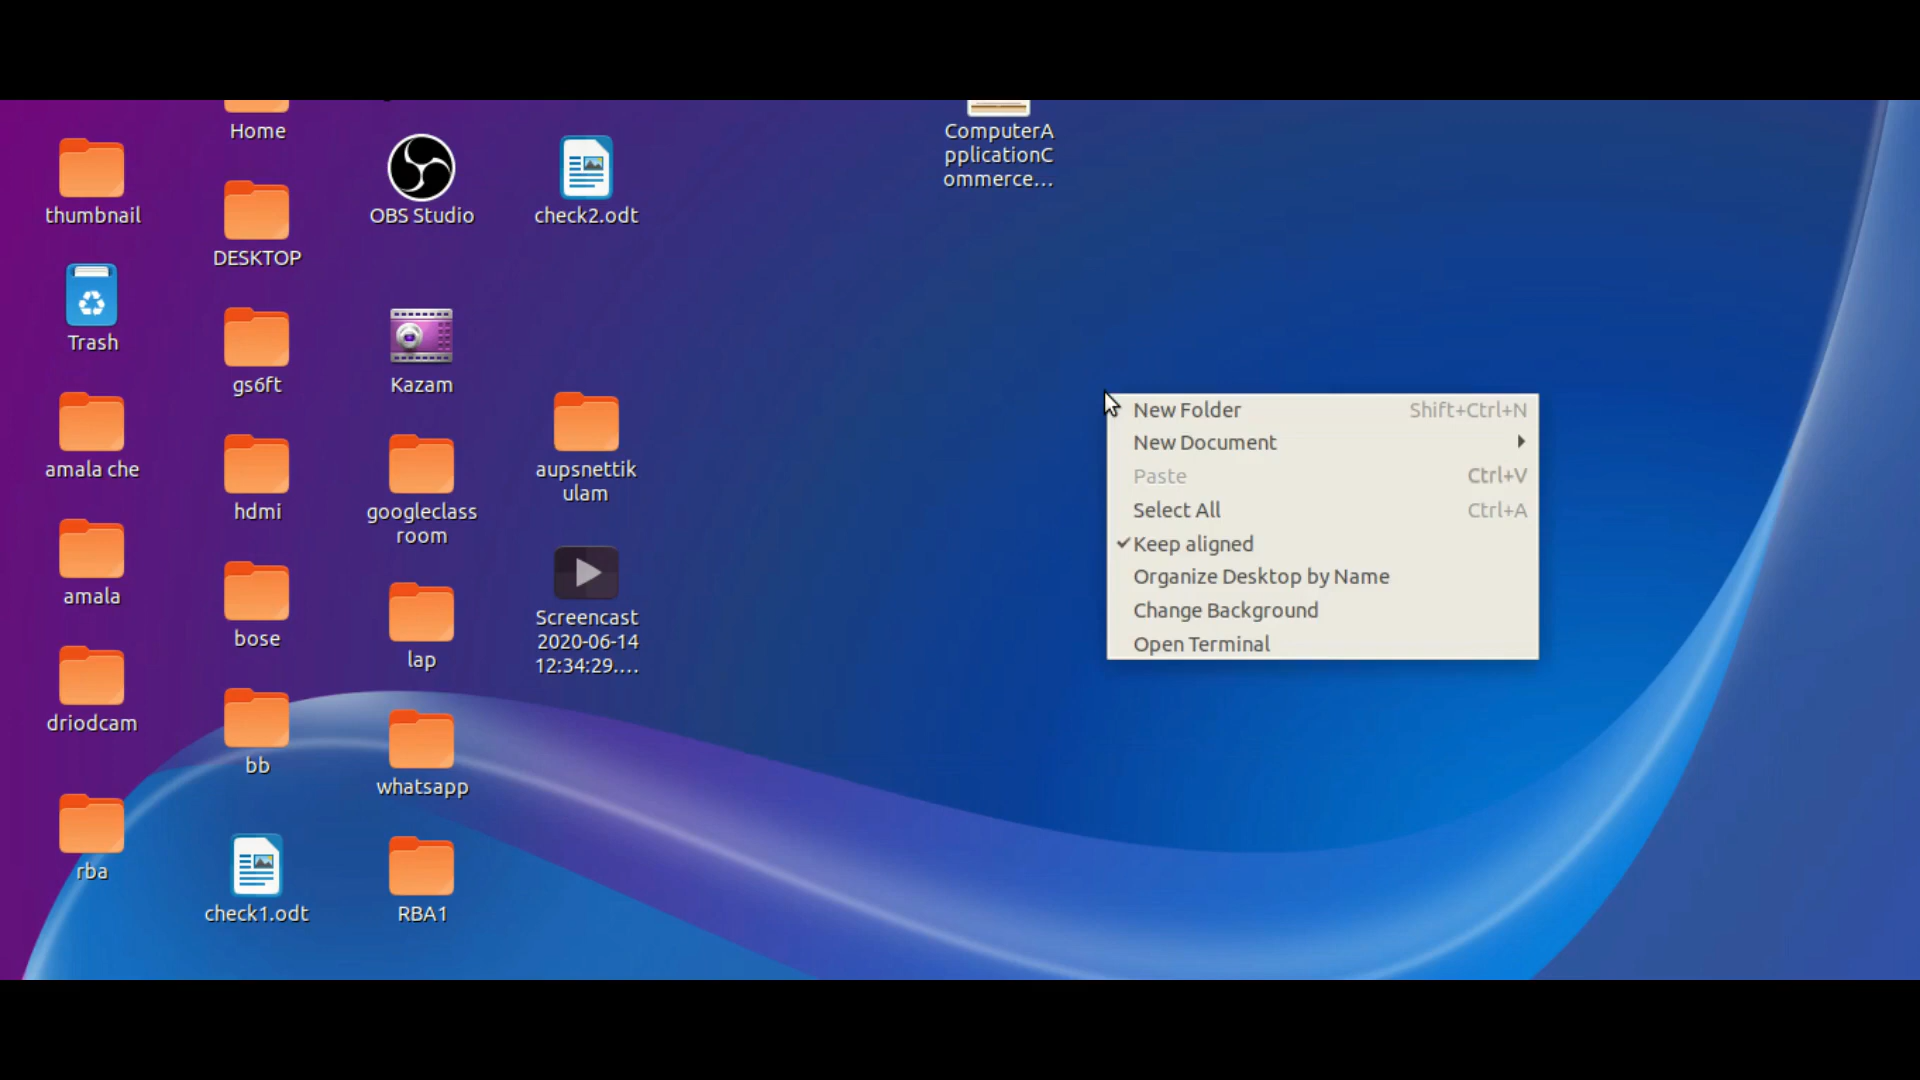 Home
ComputerA
pplicationC
ommerce...
thumbnail
OBS Studio
check2.odt
DESKTOP
Trash
gs6ft
Kazam
New Folder Shift+Ctrl+N
New Document
Paste Ctrl+V
Select All Ctrl+A
Keep aligned
Organize Desktop by Name
Change Background
Open Terminal
amala che
aupsnettik
ulam
hdmi
googleclass
room
amala
Screencast
2020-06-14
12:34:29....
bose
lap
driodcam
bb
whatsapp
rba
check1.odt
RBA1